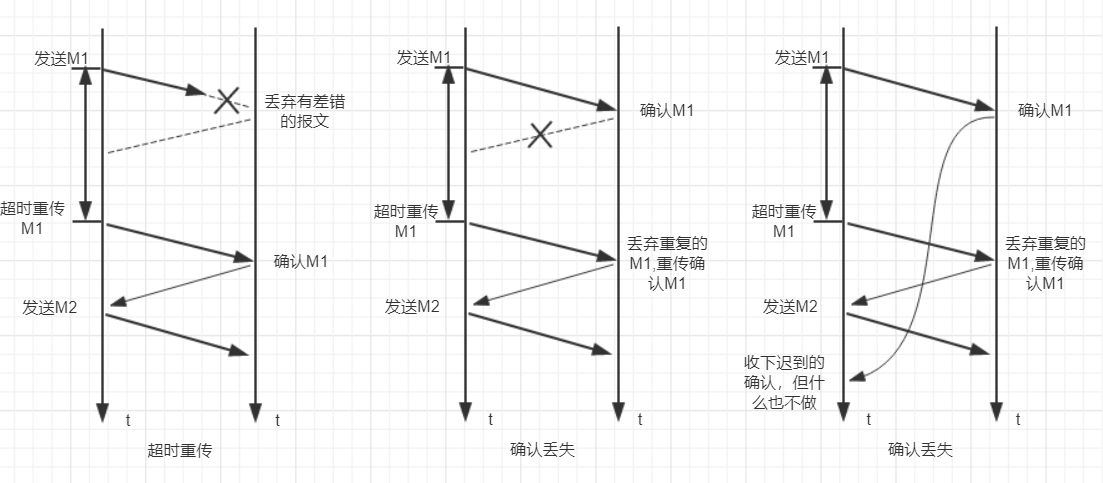 发送M1
丢弃有差错
的报文
超时重传
M1
确认M1
发送M2
t
t
超时重传
发送M1
确认M1
超时重传
M1
丢弃重复的
M1,重传确
认M1
发送M2
t
t
确认丢失
发送M1
确认M1
超时重传
M1
丢弃重复的
M1,重传确
认M1
发送M2
收下迟到的
确认，但什
么也不做
t
t
确认丢失